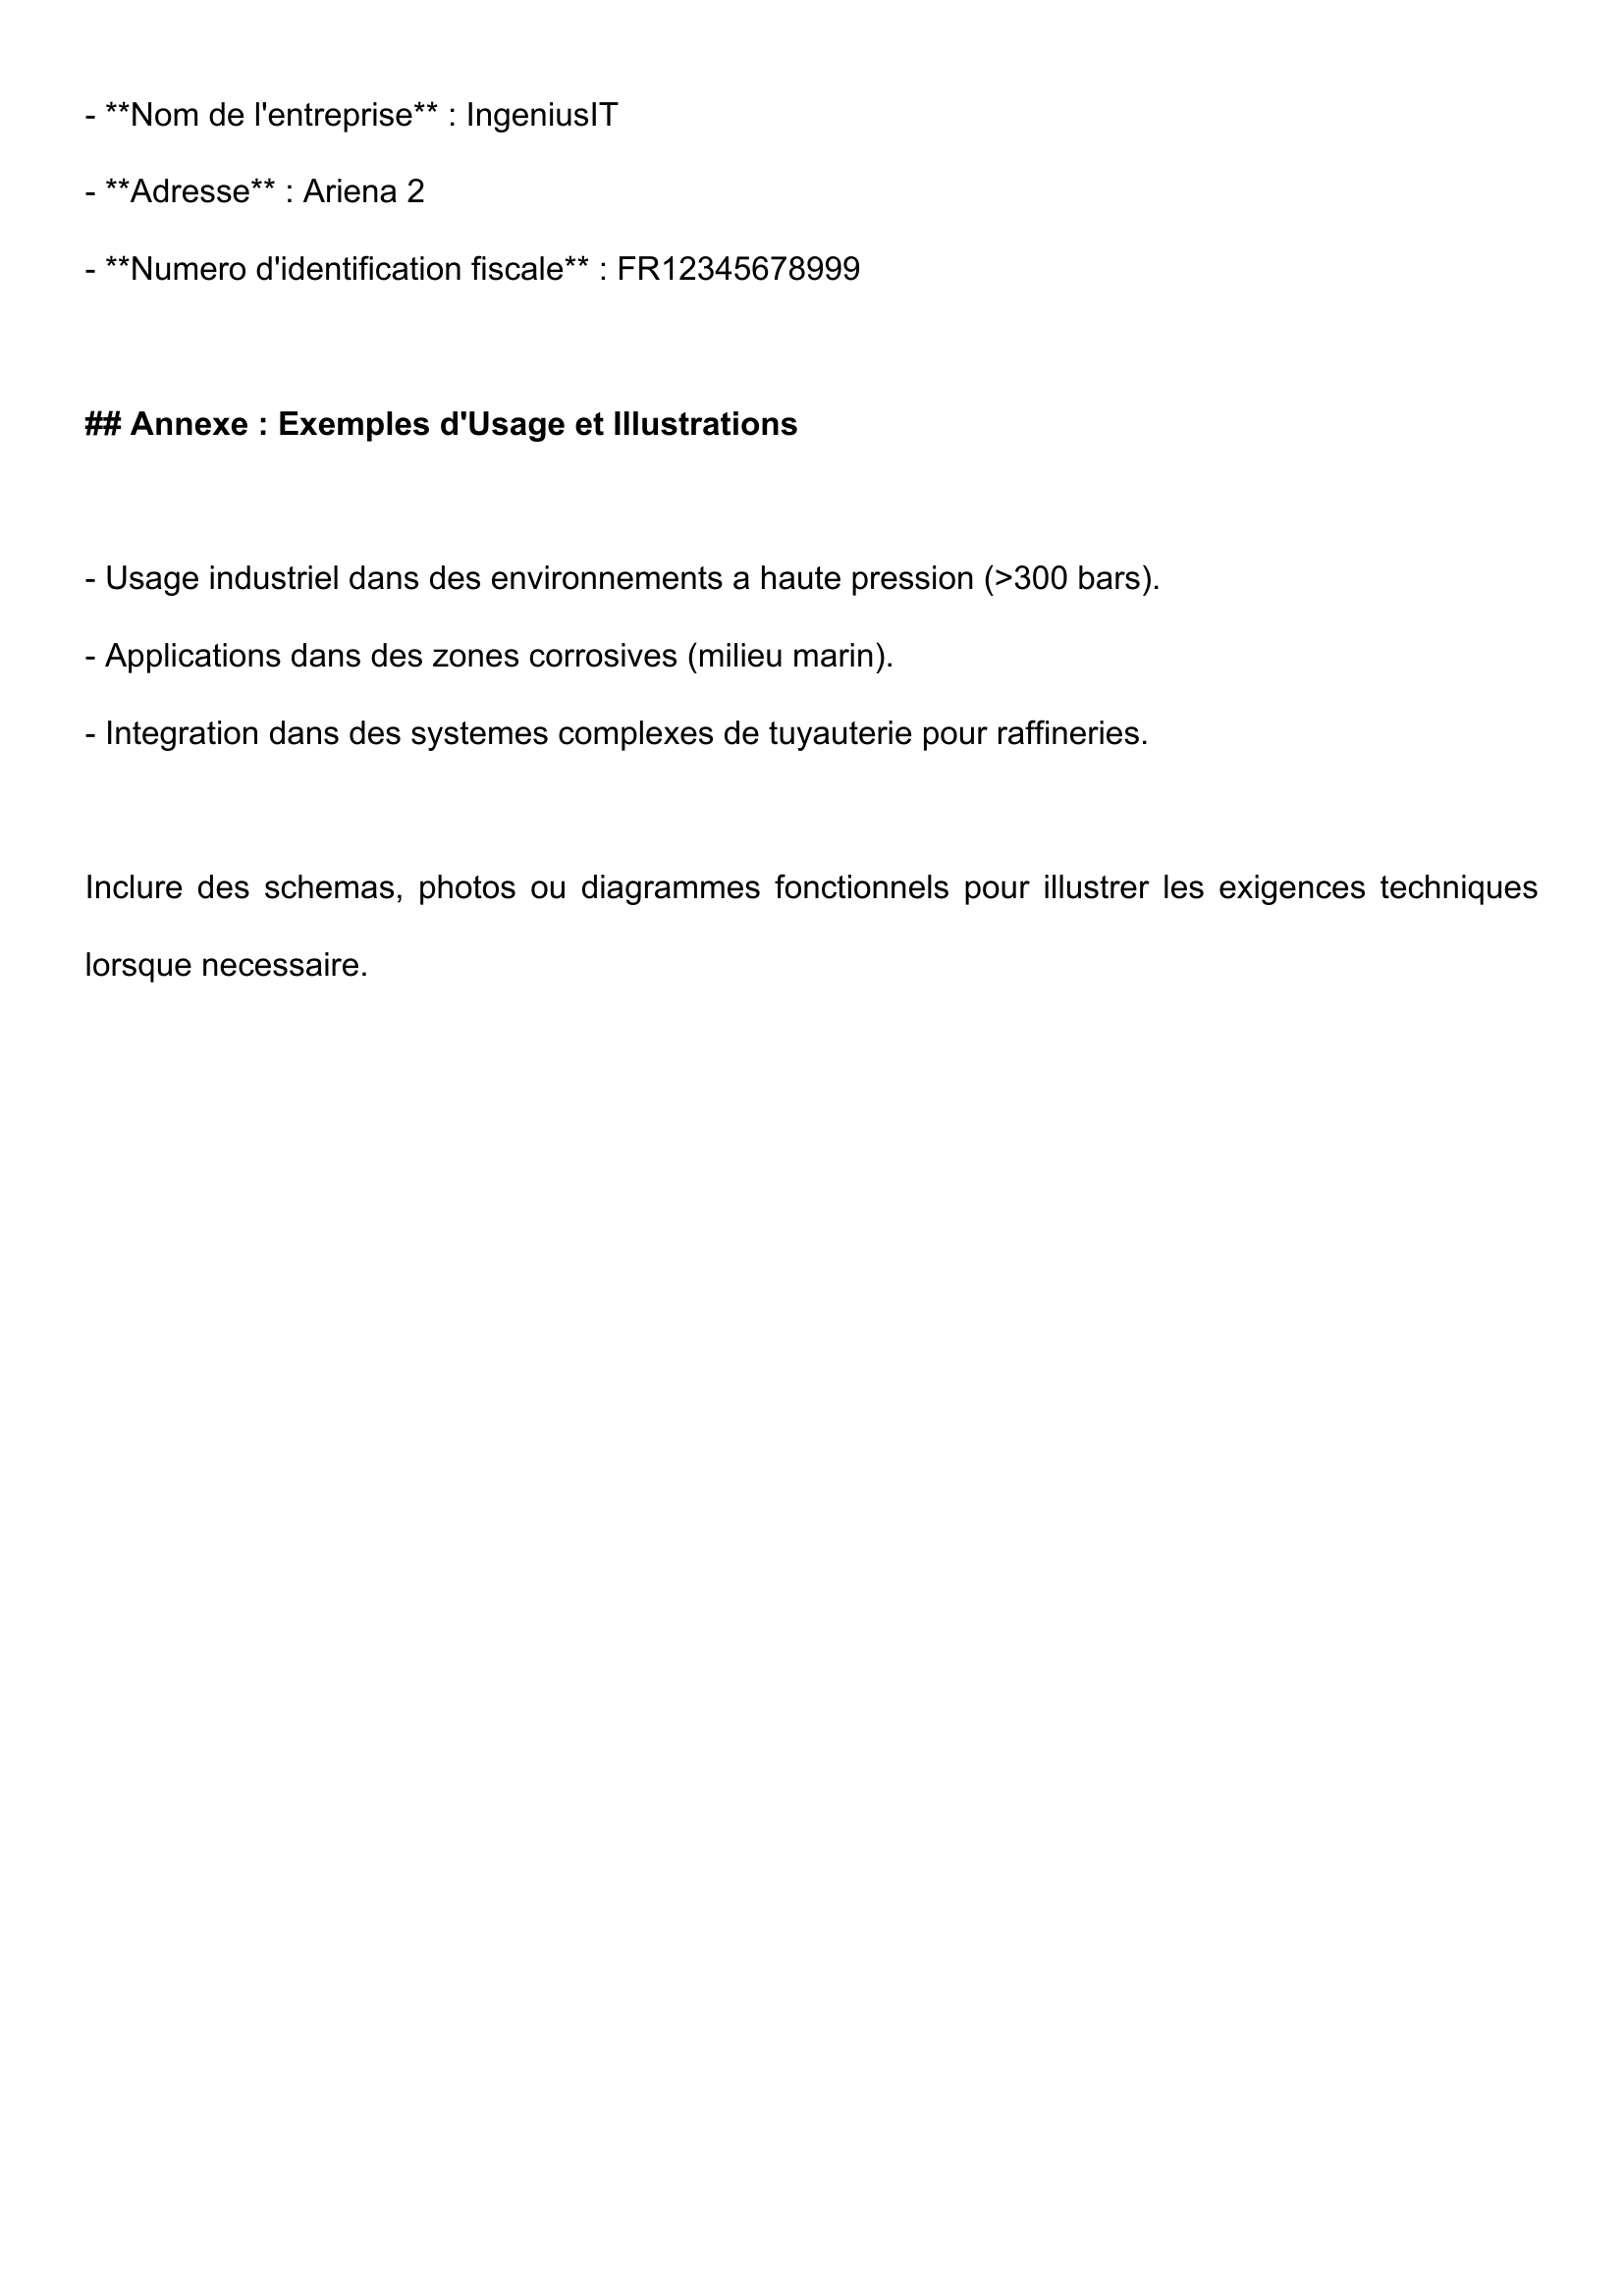 - **Nom de l'entreprise** : IngeniusIT
- **Adresse** : Ariena 2
- **Numero d'identification fiscale** : FR12345678999
## Annexe : Exemples d'Usage et Illustrations
- Usage industriel dans des environnements a haute pression (>300 bars).
- Applications dans des zones corrosives (milieu marin).
- Integration dans des systemes complexes de tuyauterie pour raffineries.
Inclure des schemas, photos ou diagrammes fonctionnels pour illustrer les exigences techniques
lorsque necessaire.